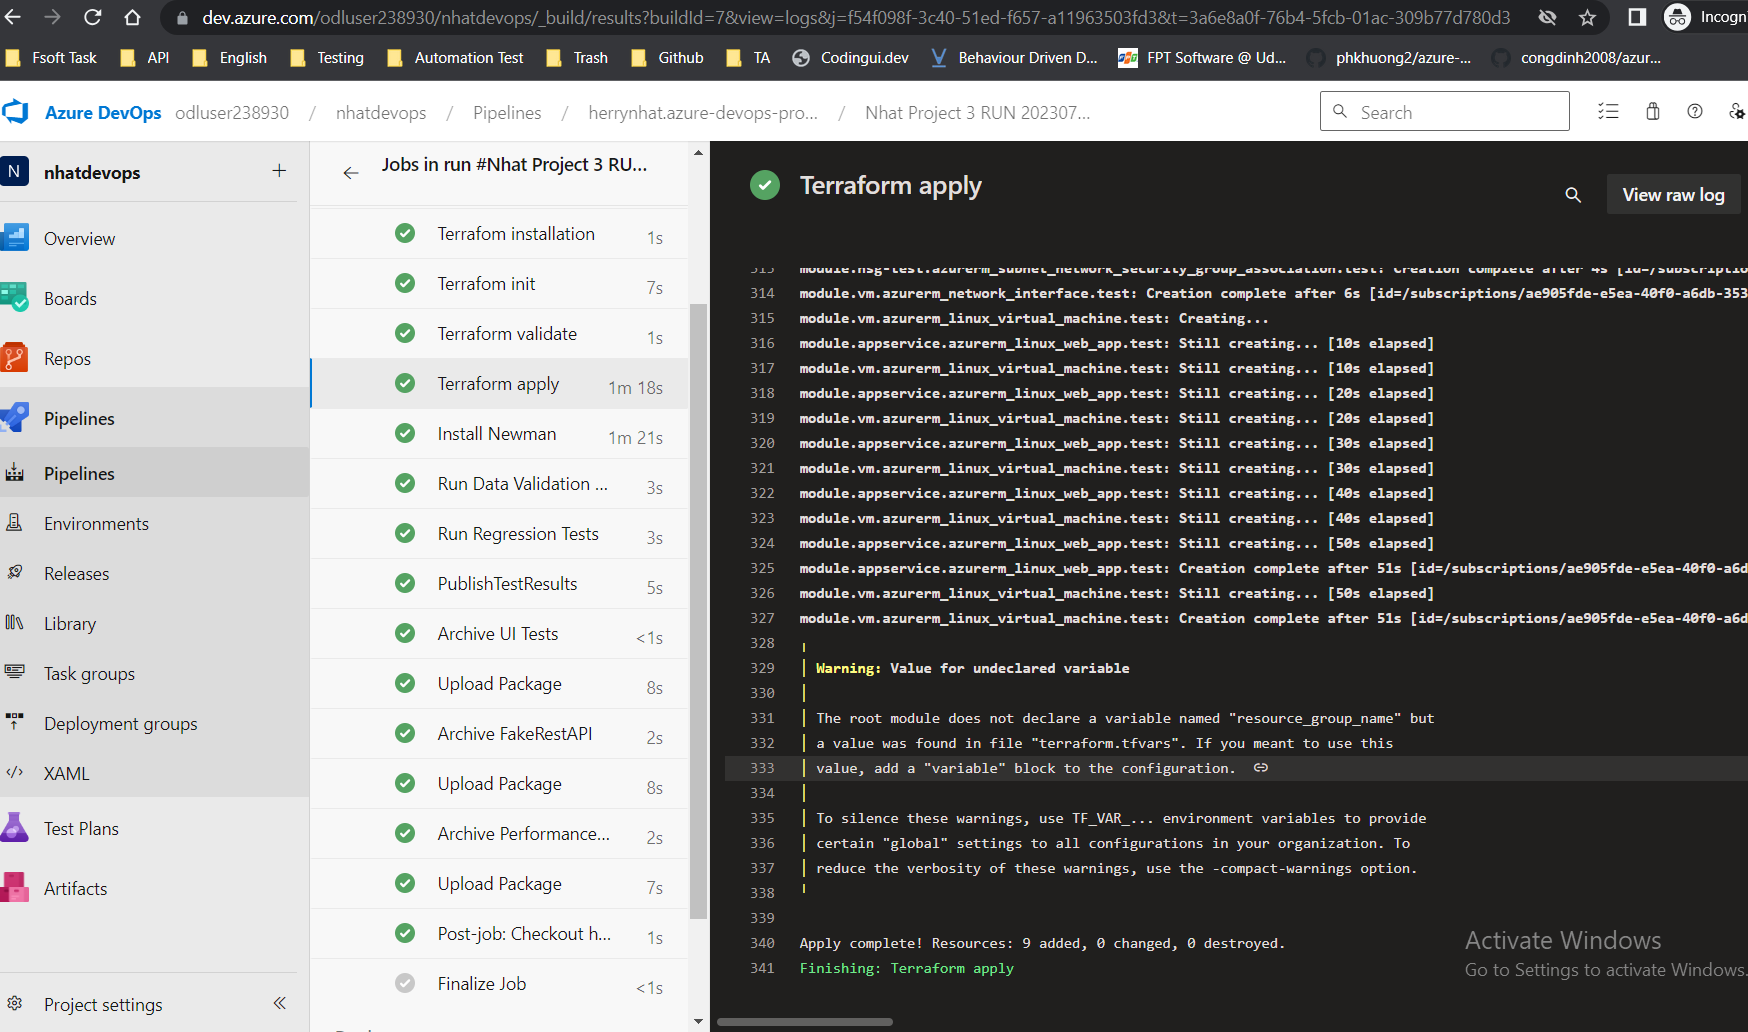 dev.azure.com/odluser238930/nhatdevops/_build/results?buildId=7&view=logs&j=f54f098f-3c40-51ed-f657-a11963503fd3&t=3a6e8a0f-76b4-5fcb-01ac-309b77d780d3
Incogn
Fsoft Task
API
English
Testing
Automation Test
Trash
Github
TA
Codingui.dev
Behaviour Driven D...
FPT Software @ Ud...
phkhuong2/azure-...
congdinh2008/azur...
Azure DevOps
odluser238930 / nhatdevops / Pipelines / herrynhat.azure-devops-pro... / Nhat Project 3 RUN 202307...
Search
N
nhatdevops
+
Overview
Boards
Repos
Pipelines
Pipelines
Environments
Releases
Library
Task groups
Deployment groups
XAML
Test Plans
Artifacts
Project settings
Jobs in run #Nhat Project 3 RU...
Terrafom installation 1s
Terrafom init 7s
Terraform validate 1s
Terraform apply 1m 18s
Install Newman 1m 21s
Run Data Validation ... 3s
Run Regression Tests 3s
PublishTestResults 5s
Archive UI Tests <1s
Upload Package 8s
Archive FakeRestAPI 2s
Upload Package 8s
Archive Performance... 2s
Upload Package 7s
Post-job: Checkout h... 1s
Finalize Job <1s
Terraform apply
View raw log
313 module.nsg-test.azurerm_subnet_network_security_group_association.test: Creation complete after 4s [id=/subscriptio
314 module.vm.azurerm_network_interface.test: Creation complete after 6s [id=/subscriptions/ae905fde-e5ea-40f0-a6db-353
315 module.vm.azurerm_linux_virtual_machine.test: Creating...
316 module.appservice.azurerm_linux_web_app.test: Still creating... [10s elapsed]
317 module.vm.azurerm_linux_virtual_machine.test: Still creating... [10s elapsed]
318 module.appservice.azurerm_linux_web_app.test: Still creating... [20s elapsed]
319 module.vm.azurerm_linux_virtual_machine.test: Still creating... [20s elapsed]
320 module.appservice.azurerm_linux_web_app.test: Still creating... [30s elapsed]
321 module.vm.azurerm_linux_virtual_machine.test: Still creating... [30s elapsed]
322 module.appservice.azurerm_linux_web_app.test: Still creating... [40s elapsed]
323 module.vm.azurerm_linux_virtual_machine.test: Still creating... [40s elapsed]
324 module.appservice.azurerm_linux_web_app.test: Still creating... [50s elapsed]
325 module.appservice.azurerm_linux_web_app.test: Creation complete after 51s [id=/subscriptions/ae905fde-e5ea-40f0-a6d
326 module.vm.azurerm_linux_virtual_machine.test: Still creating... [50s elapsed]
327 module.vm.azurerm_linux_virtual_machine.test: Creation complete after 51s [id=/subscriptions/ae905fde-e5ea-40f0-a6d
328
329 Warning: Value for undeclared variable
330
331 The root module does not declare a variable named "resource_group_name" but
332 a value was found in file "terraform.tfvars". If you meant to use this
333 value, add a "variable" block to the configuration.
334
335 To silence these warnings, use TF_VAR_... environment variables to provide
336 certain "global" settings to all configurations in your organization. To
337 reduce the verbosity of these warnings, use the -compact-warnings option.
338
339
340 Apply complete! Resources: 9 added, 0 changed, 0 destroyed.
341 Finishing: Terraform apply
Activate Windows
Go to Settings to activate Windows.